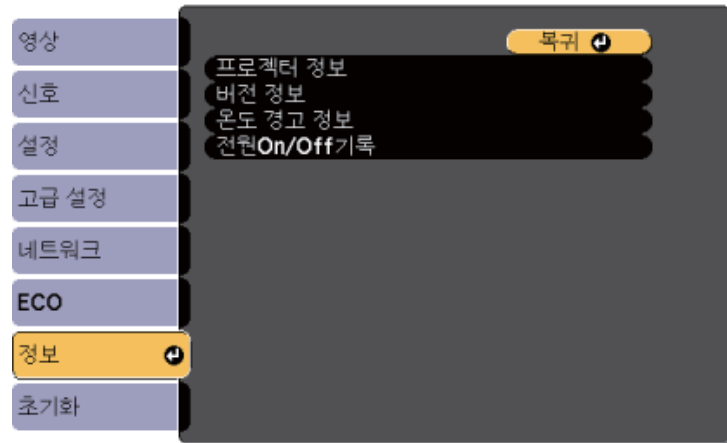 영상
신호
설정
고급 설정
네트워크
ECO
정보
초기화
복귀
프로젝터 정보
버전 정보
온도 경고 정보
전원On/Off기록